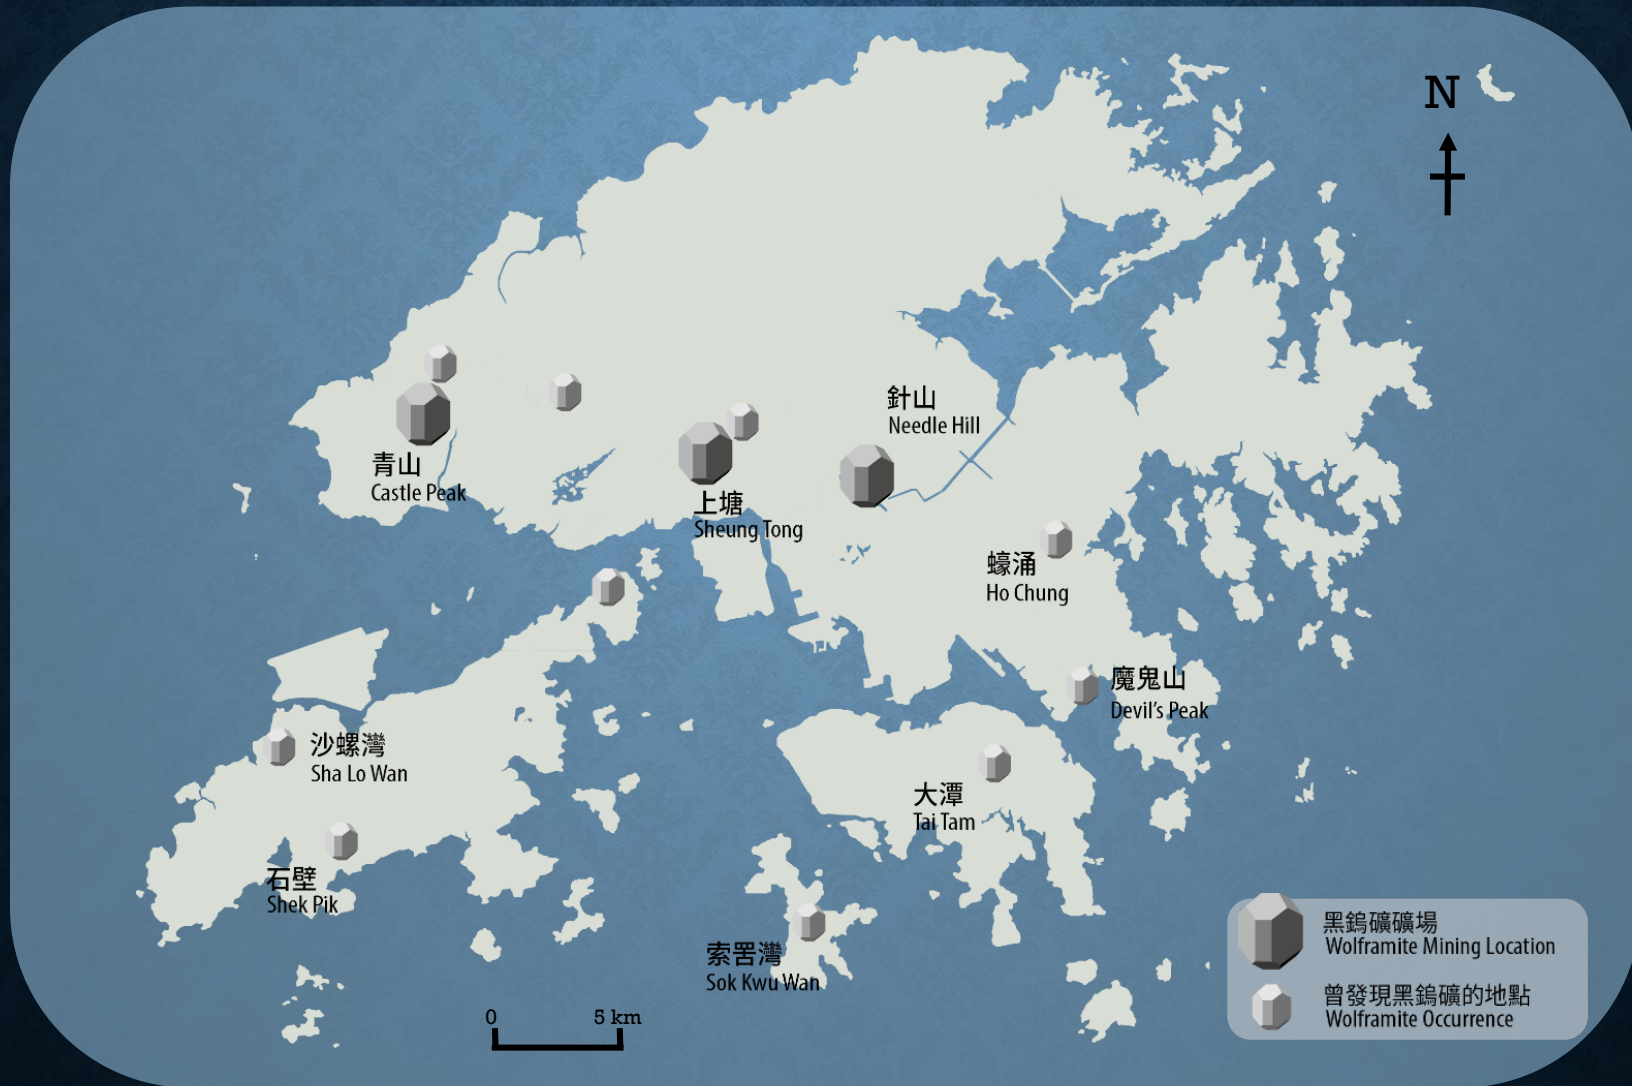 N
針山
Needle Hill
青山
Castle Peak
上塘
Sheung Tong
蠔涌
Ho Chung
魔鬼山
Devil’s Peak
沙螺灣
Sha Lo Wan
大潭
Tai Tam
石壁
Shek Pik
索罟灣
Sok Kwu Wan
0 5 km
黑鎢礦礦場
Wolframite Mining Location
曾發現黑鎢礦的地點
Wolframite Occurrence